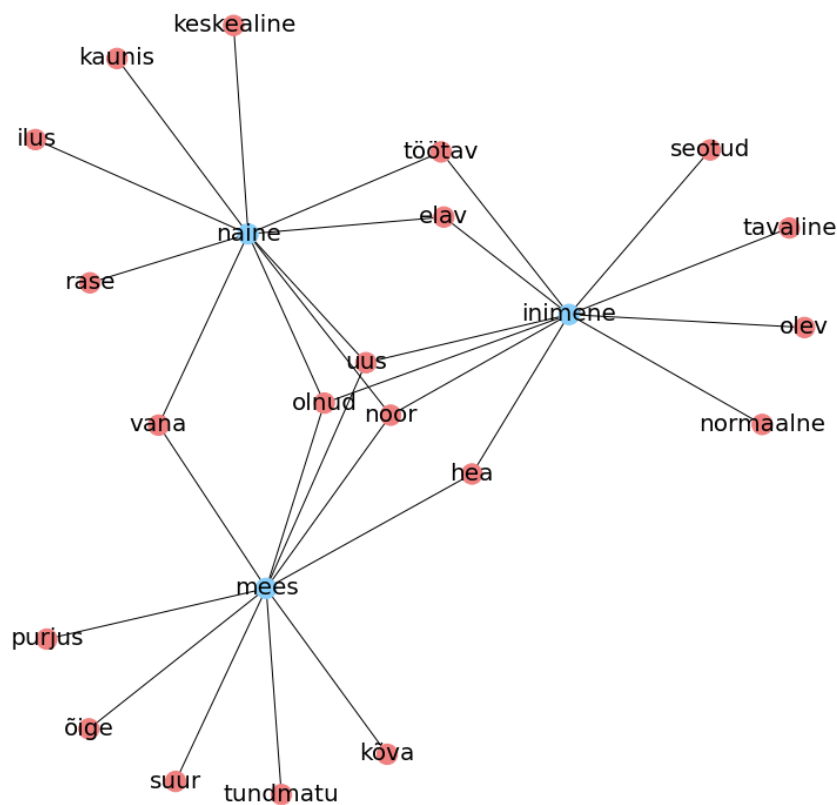 keskealine
kaunis
ilus
töötav
seotud
elav
tavaline
naine
rase
inimene
olev
uus
olnud
noor
vana
normaalne
hea
mees
purjus
õige
kõva
suur
tundmatu